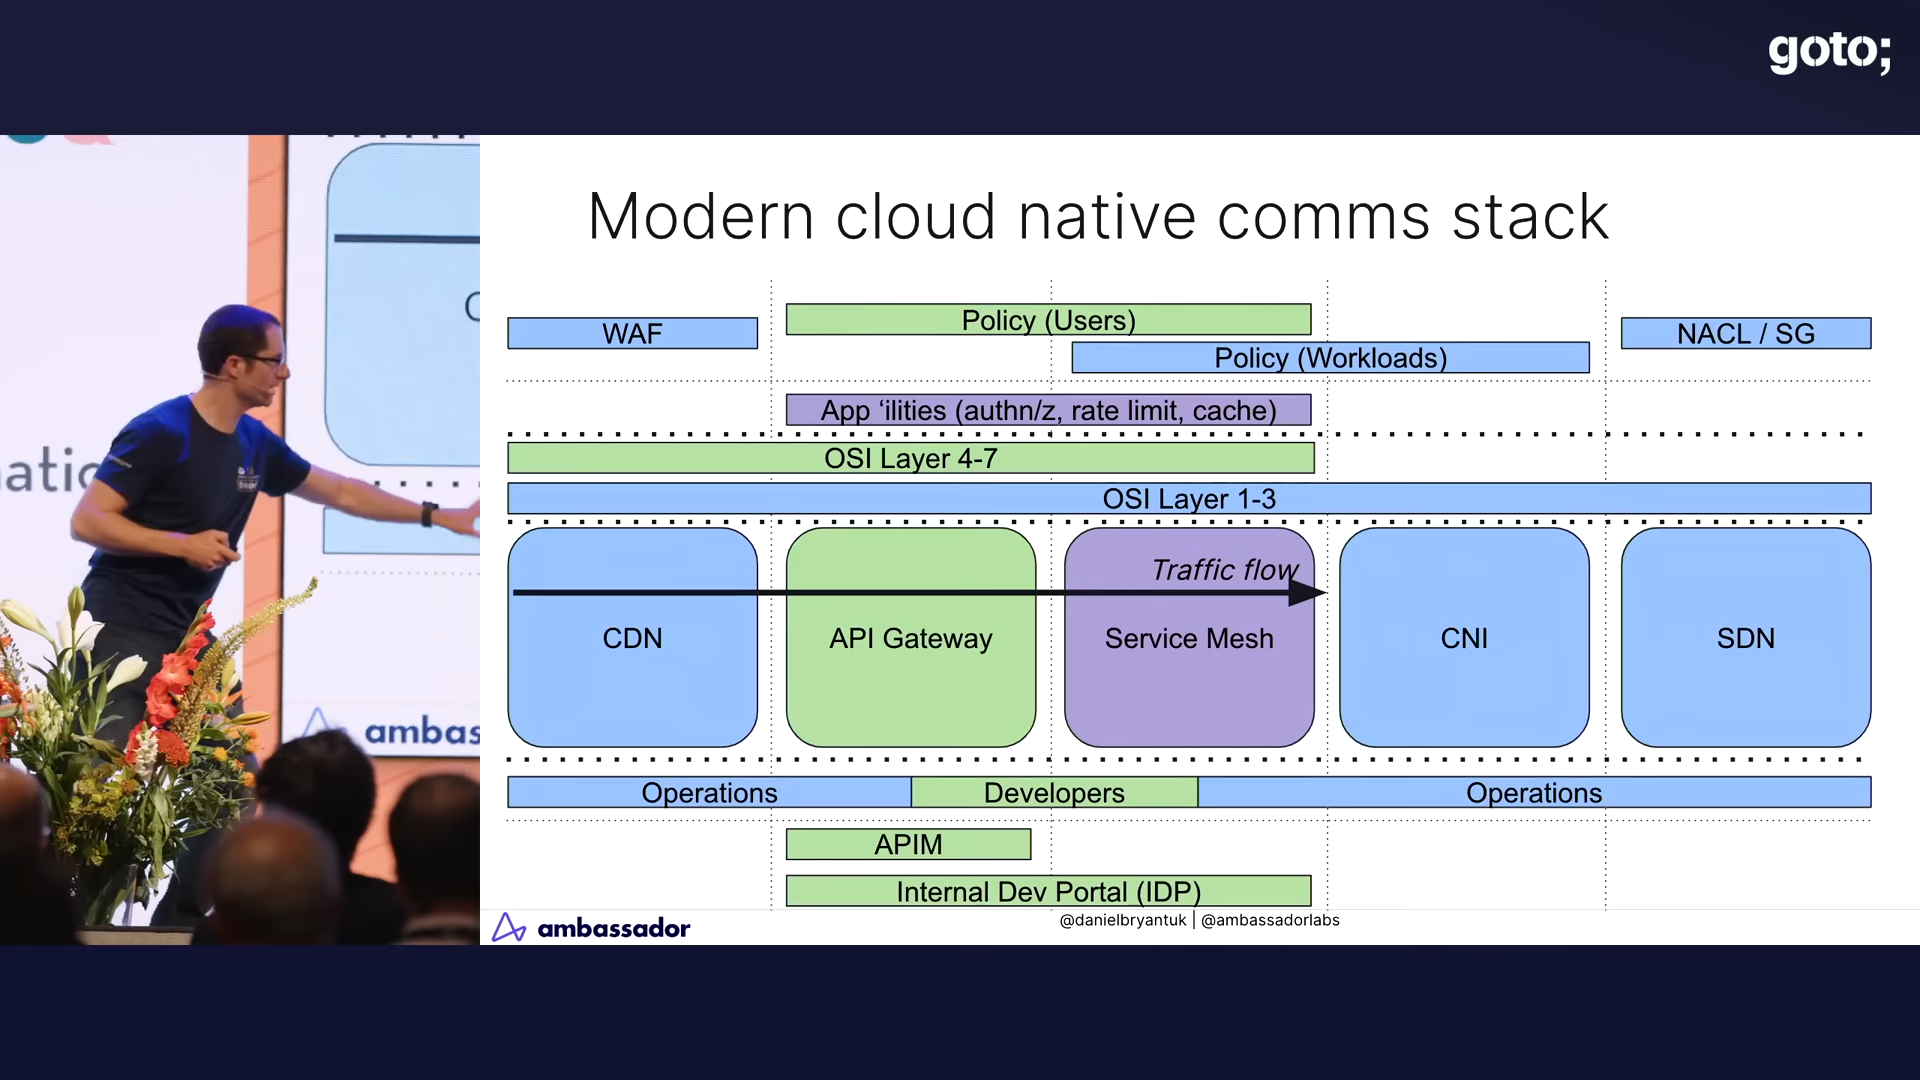 goto;
Modern cloud native comms stack
WAF
Policy (Users)
Policy (Workloads)
NACL / SG
App ‘ilities (authn/z, rate limit, cache)
OSI Layer 4-7
OSI Layer 1-3
Traffic flow
CDN
API Gateway
Service Mesh
CNI
SDN
Operations
Developers
Operations
APIM
Internal Dev Portal (IDP)
ambassador
@danielbryantuk | @ambassadorlabs
atic
ambas